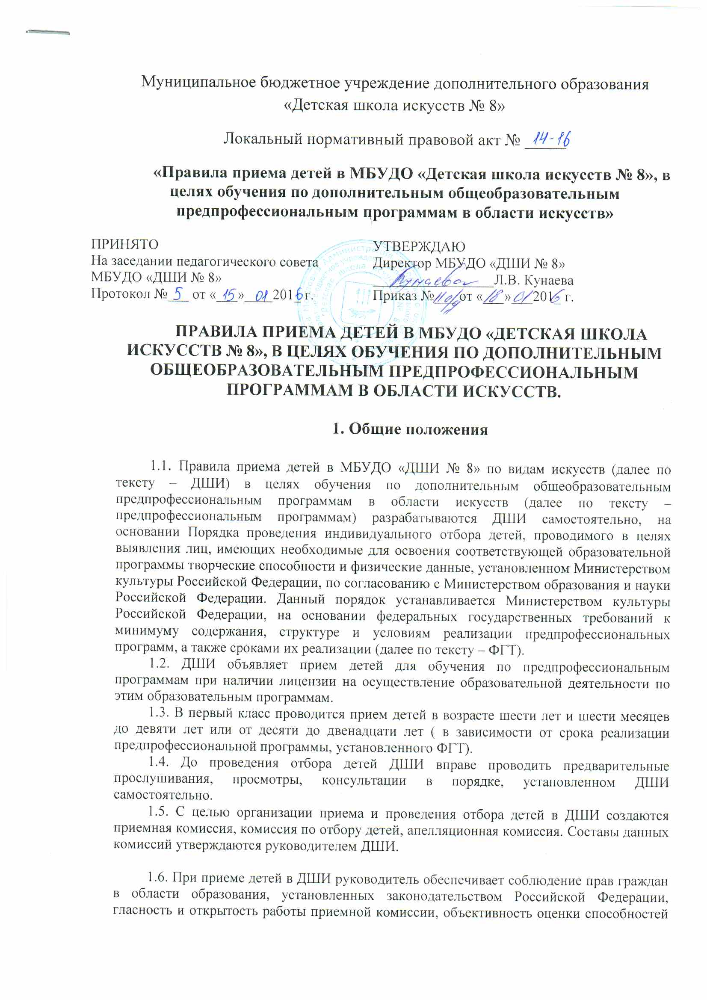 Муниципальное бюджетное учреждение дополнительного образования
«Детская школа искусств № 8»
Локальный нормативный правовой акт № 14-16
«Правила приема детей в МБУДО «Детская школа искусств № 8», в
целях обучения по дополнительным общеобразовательным
предпрофессиональным программам в области искусств»
ПРИНЯТО
На заседании педагогического совета
МБУДО «ДШИ № 8»
Протокол № 5 от «15» 01 2016 г.
УТВЕРЖДАЮ
Директор МБУДО «ДШИ № 8»
Кунаева Л.В. Кунаева
Приказ № 11 от «18» 01 2016 г.
ПРАВИЛА ПРИЕМА ДЕТЕЙ В МБУДО «ДЕТСКАЯ ШКОЛА
ИСКУССТВ № 8», В ЦЕЛЯХ ОБУЧЕНИЯ ПО ДОПОЛНИТЕЛЬНЫМ
ОБЩЕОБРАЗОВАТЕЛЬНЫМ ПРЕДПРОФЕССИОНАЛЬНЫМ
ПРОГРАММАМ В ОБЛАСТИ ИСКУССТВ.
1. Общие положения
1.1. Правила приема детей в МБУДО «ДШИ № 8» по видам искусств (далее по
тексту – ДШИ) в целях обучения по дополнительным общеобразовательным
предпрофессиональным программам в области искусств (далее по тексту –
предпрофессиональным программам) разрабатываются ДШИ самостоятельно, на
основании Порядка проведения индивидуального отбора детей, проводимого в целях
выявления лиц, имеющих необходимые для освоения соответствующей образовательной
программы творческие способности и физические данные, установленном Министерством
культуры Российской Федерации, по согласованию с Министерством образования и науки
Российской Федерации. Данный порядок устанавливается Министерством культуры
Российской Федерации, на основании федеральных государственных требований к
минимуму содержания, структуре и условиям реализации предпрофессиональных
программ, а также сроками их реализации (далее по тексту – ФГТ).
1.2. ДШИ объявляет прием детей для обучения по предпрофессиональным
программам при наличии лицензии на осуществление образовательной деятельности по
этим образовательным программам.
1.3. В первый класс проводится прием детей в возрасте шести лет и шести месяцев
до девяти лет или от десяти до двенадцати лет ( в зависимости от срока реализации
предпрофессиональной программы, установленного ФГТ).
1.4. До проведения отбора детей ДШИ вправе проводить предварительные
прослушивания, просмотры, консультации в порядке, установленном ДШИ
самостоятельно.
1.5. С целью организации приема и проведения отбора детей в ДШИ создаются
приемная комиссия, комиссия по отбору детей, апелляционная комиссия. Составы данных
комиссий утверждаются руководителем ДШИ.
1.6. При приеме детей в ДШИ руководитель обеспечивает соблюдение прав граждан
в области образования, установленных законодательством Российской Федерации,
гласность и открытость работы приемной комиссии, объективность оценки способностей